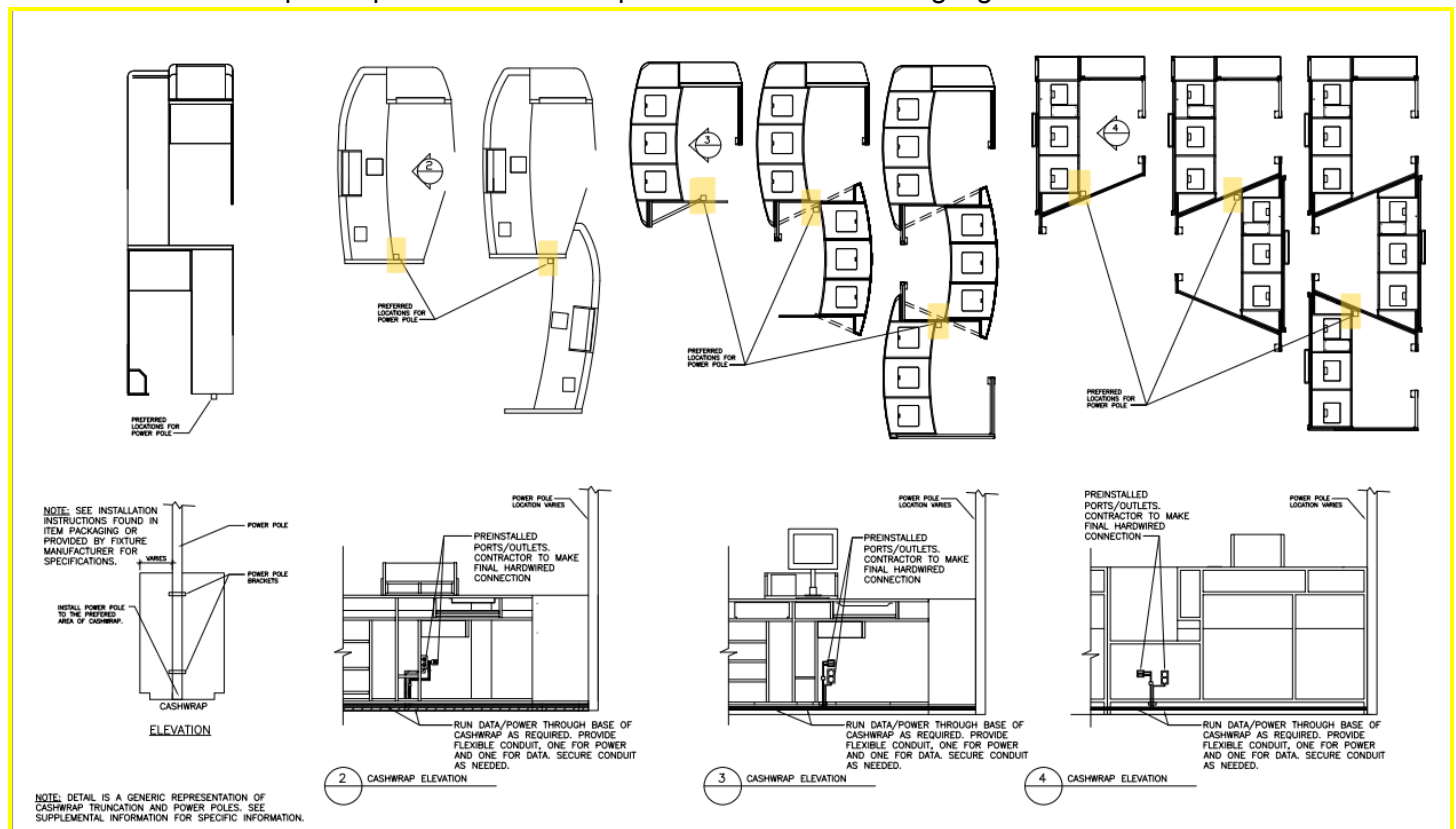 2
3
4
PREFERRED
LOCATIONS FOR
POWER POLE
PREFERRED
LOCATIONS FOR
POWER POLE
PREFERRED
LOCATIONS FOR
POWER POLE
PREFERRED
LOCATIONS FOR
POWER POLE
NOTE: SEE INSTALLATION
INSTRUCTIONS FOUND IN
ITEM PACKAGING OR
PROVIDED BY FIXTURE
MANUFACTURER FOR
SPECIFICATIONS.
VARIES
POWER POLE
POWER POLE
BRACKETS
INSTALL POWER POLE
TO THE PREFERED
AREA OF CASHWRAP.
CASHWRAP
ELEVATION
POWER POLE
LOCATION VARIES
PREINSTALLED
PORTS/OUTLETS.
CONTRACTOR TO MAKE
FINAL HARDWIRED
CONNECTION
RUN DATA/POWER THROUGH BASE OF
CASHWRAP AS REQUIRED. PROVIDE
FLEXIBLE CONDUIT, ONE FOR POWER
AND ONE FOR DATA. SECURE CONDUIT
AS NEEDED.
2 CASHWRAP ELEVATION
POWER POLE
LOCATION VARIES
PREINSTALLED
PORTS/OUTLETS.
CONTRACTOR TO MAKE
FINAL HARDWIRED
CONNECTION
RUN DATA/POWER THROUGH BASE OF
CASHWRAP AS REQUIRED. PROVIDE
FLEXIBLE CONDUIT, ONE FOR POWER
AND ONE FOR DATA. SECURE CONDUIT
AS NEEDED.
3 CASHWRAP ELEVATION
PREINSTALLED
PORTS/OUTLETS.
CONTRACTOR TO MAKE
FINAL HARDWIRED
CONNECTION
POWER POLE
LOCATION VARIES
RUN DATA/POWER THROUGH BASE OF
CASHWRAP AS REQUIRED. PROVIDE
FLEXIBLE CONDUIT, ONE FOR POWER
AND ONE FOR DATA. SECURE CONDUIT
AS NEEDED.
4 CASHWRAP ELEVATION
NOTE: DETAIL IS A GENERIC REPRESENTATION OF
CASHWRAP TRUNCATION AND POWER POLES. SEE
SUPPLEMENTAL INFORMATION FOR SPECIFIC INFORMATION.